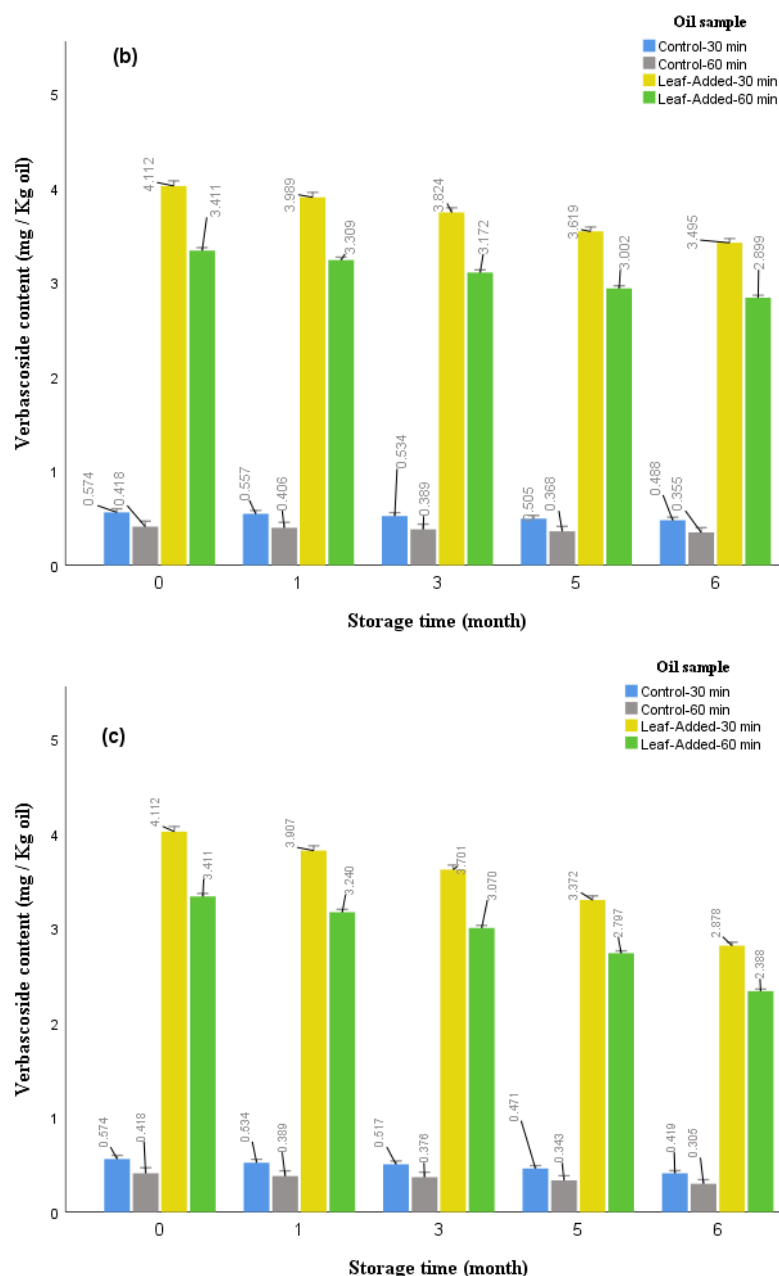 Oil sample
(b)
Control-30 min
Control-60 min
Leaf-Added-30 min
Leaf-Added-60 min
Verbascoside content (mg / Kg oil)
5
4
3
2
1
0
0.574
0.418
4.112
3.411
0.557
0.406
3.989
3.309
0.534
0.389
3.824
3.172
0.505
0.368
3.619
3.002
0.488
0.355
3.495
2.899
0 1 3 5 6
Storage time (month)
Oil sample
(c)
Control-30 min
Control-60 min
Leaf-Added-30 min
Leaf-Added-60 min
Verbascoside content (mg / Kg oil)
5
4
3
2
1
0
0.574
0.418
4.112
3.411
0.534
0.389
3.907
3.240
0.517
0.376
3.701
3.070
0.471
0.343
3.372
2.797
0.419
0.305
2.878
2.388
0 1 3 5 6
Storage time (month)